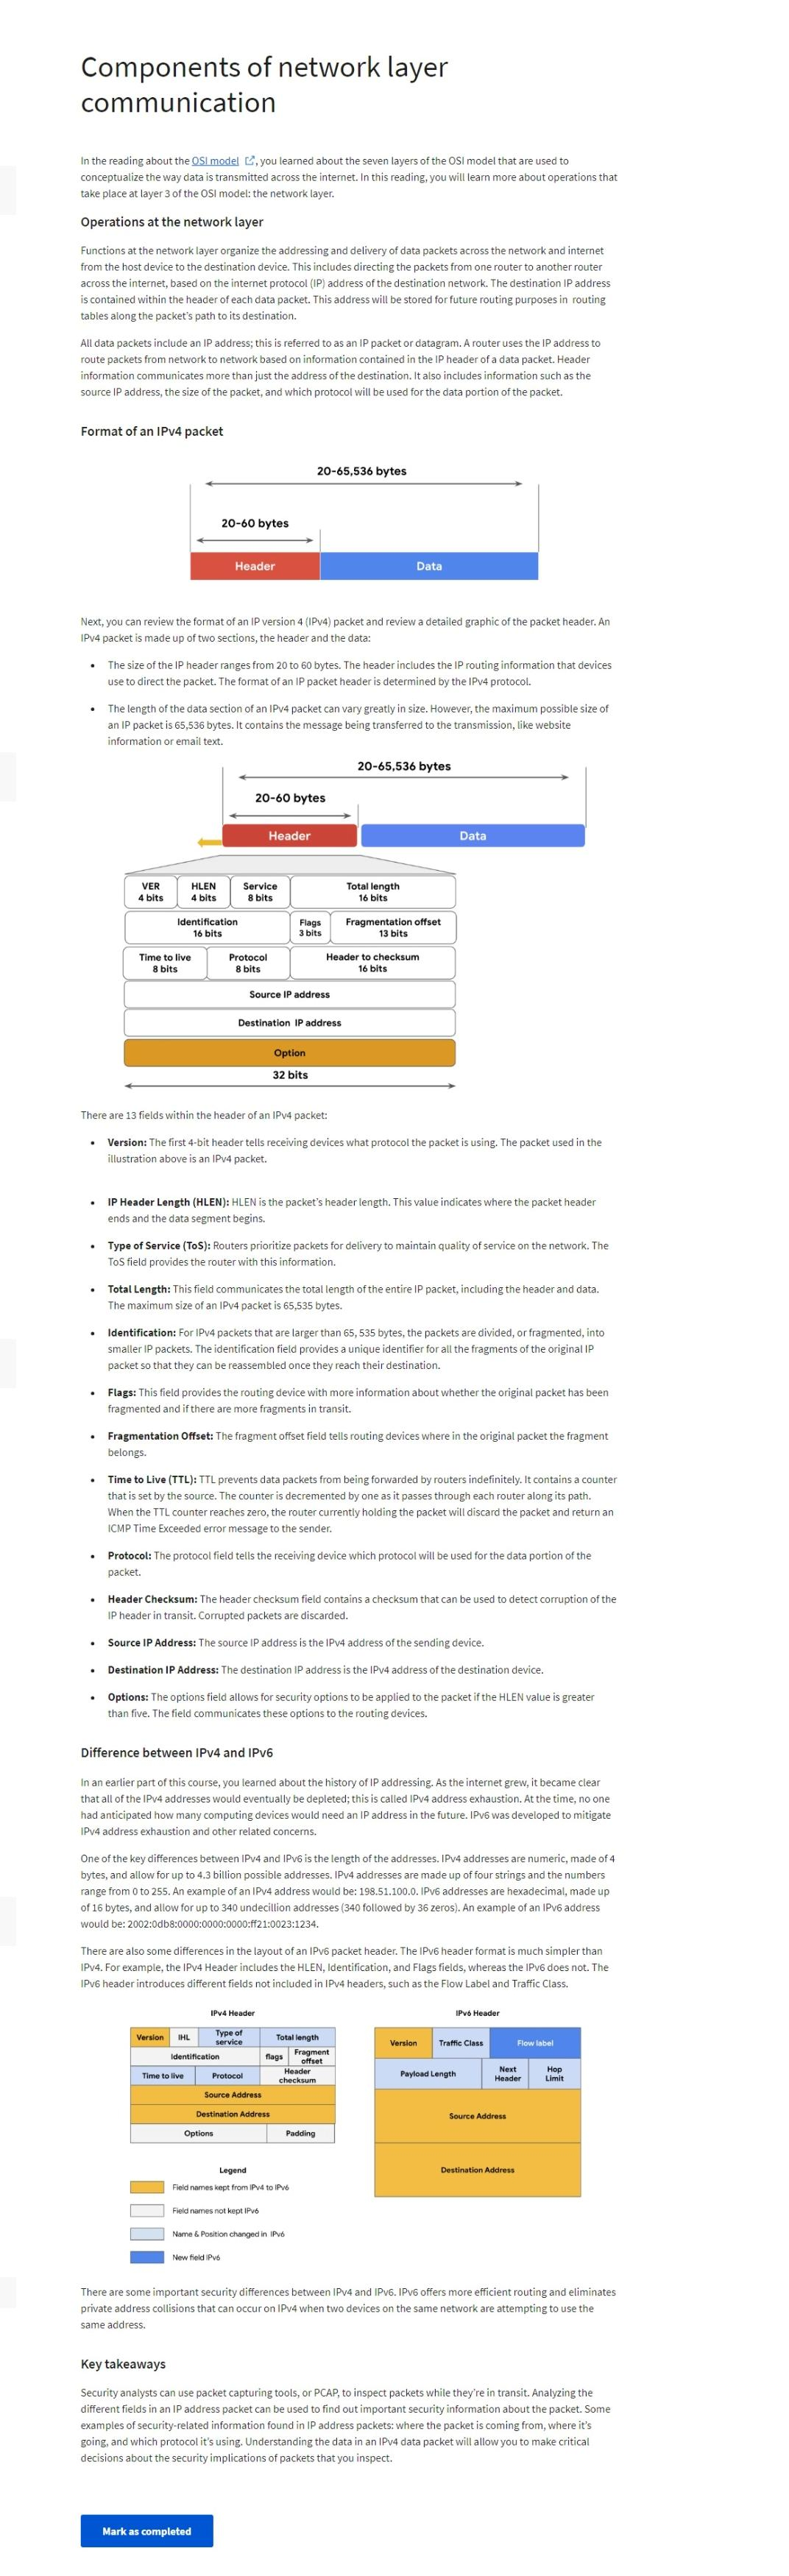 Components of network layer
communication
In the reading about the OSI model , you learned about the seven layers of the OSI model that are used to
conceptualize the way data is transmitted across the internet. In this reading, you will learn more about operations that
take place at layer 3 of the OSI model: the network layer.
Operations at the network layer
Functions at the network layer organize the addressing and delivery of data packets across the network and internet
from the host device to the destination device. This includes directing the packets from one router to another router
across the internet, based on the internet protocol (IP) address of the destination network. The destination IP address
is contained within the header of each data packet. This address will be stored for future routing purposes in routing
tables along the packet's path to its destination.
All data packets include an IP address; this is referred to as an IP packet or datagram. A router uses the IP address to
route packets from network to network based on information contained in the IP header of a data packet. Header
information communicates more than just the address of the destination. It also includes information such as the
source IP address, the size of the packet, and which protocol will be used for the data portion of the packet.
Format of an IPv4 packet
20-65,536 bytes
20-60 bytes
Header
Data
Next, you can review the format of an IP version 4 (IPv4) packet and review a detailed graphic of the packet header. An
IPv4 packet is made up of two sections, the header and the data:
• The size of the IP header ranges from 20 to 60 bytes. The header includes the IP routing information that devices
use to direct the packet. The format of an IP packet header is determined by the IPv4 protocol.
• The length of the data section of an IPv4 packet can vary greatly in size. However, the maximum possible size of
an IP packet is 65,536 bytes. It contains the message being transferred to the transmission, like website
information or email text.
20-65,536 bytes
20-60 bytes
Header
Data
VER
4 bits
HLEN
4 bits
Service
8 bits
Total length
16 bits
Identification
16 bits
Flags
3 bits
Fragmentation offset
13 bits
Time to live
8 bits
Protocol
8 bits
Header to checksum
16 bits
Source IP address
Destination IP address
Option
32 bits
There are 13 fields within the header of an IPv4 packet:
• Version: The first 4-bit header tells receiving devices what protocol the packet is using. The packet used in the
illustration above is an IPv4 packet.
• IP Header Length (HLEN): HLEN is the packet's header length. This value indicates where the packet header
ends and the data segment begins.
• Type of Service (ToS): Routers prioritize packets for delivery to maintain quality of service on the network. The
ToS field provides the router with this information.
• Total Length: This field communicates the total length of the entire IP packet, including the header and data.
The maximum size of an IPv4 packet is 65,535 bytes.
• Identification: For IPv4 packets that are larger than 65, 535 bytes, the packets are divided, or fragmented, into
smaller IP packets. The identification field provides a unique identifier for all the fragments of the original IP
packet so that they can be reassembled once they reach their destination.
• Flags: This field provides the routing device with more information about whether the original packet has been
fragmented and if there are more fragments in transit.
• Fragmentation Offset: The fragment offset field tells routing devices where in the original packet the fragment
belongs.
• Time to Live (TTL): TTL prevents data packets from being forwarded by routers indefinitely. It contains a counter
that is set by the source. The counter is decremented by one as it passes through each router along its path.
When the TTL counter reaches zero, the router currently holding the packet will discard the packet and return an
ICMP Time Exceeded error message to the sender.
• Protocol: The protocol field tells the receiving device which protocol will be used for the data portion of the
packet.
• Header Checksum: The header checksum field contains a checksum that can be used to detect corruption of the
IP header in transit. Corrupted packets are discarded.
• Source IP Address: The source IP address is the IPv4 address of the sending device.
• Destination IP Address: The destination IP address is the IPv4 address of the destination device.
• Options: The options field allows for security options to be applied to the packet if the HLEN value is greater
than five. The field communicates these options to the routing devices.
Difference between IPv4 and IPv6
In an earlier part of this course, you learned about the history of IP addressing. As the internet grew, it became clear
that all of the IPv4 addresses would eventually be depleted; this is called IPv4 address exhaustion. At the time, no one
had anticipated how many computing devices would need an IP address in the future. IPv6 was developed to mitigate
IPv4 address exhaustion and other related concerns.
One of the key differences between IPv4 and IPv6 is the length of the addresses. IPv4 addresses are numeric, made of 4
bytes, and allow for up to 4.3 billion possible addresses. IPv4 addresses are made up of four strings and the numbers
range from 0 to 255. An example of an IPv4 address would be: 198.51.100.0. IPv6 addresses are hexadecimal, made up
of 16 bytes, and allow for up to 340 undecillion addresses (340 followed by 36 zeros). An example of an IPv6 address
would be: 2002:0db8:0000:0000:0000:ff21:0023:1234.
There are also some differences in the layout of an IPv6 packet header. The IPv6 header format is much simpler than
IPv4. For example, the IPv4 Header includes the HLEN, Identification, and Flags fields, whereas the IPv6 does not. The
IPv6 header introduces different fields not included in IPv4 headers, such as the Flow Label and Traffic Class.
IPv4 Header
Version
IHL
Type of
service
Total length
Identification
flags
Fragment
offset
Time to live
Protocol
Header
checksum
Source Address
Destination Address
Options
Padding
IPv6 Header
Version
Traffic Class
Flow label
Payload Length
Next
Header
Hop
Limit
Source Address
Destination Address
Legend
Field names kept from IPv4 to IPv6
Field names not kept IPv6
Name & Position changed in IPv6
New field IPv6
There are some important security differences between IPv4 and IPv6. IPv6 offers more efficient routing and eliminates
private address collisions that can occur on IPv4 when two devices on the same network are attempting to use the
same address.
Key takeaways
Security analysts can use packet capturing tools, or PCAP, to inspect packets while they're in transit. Analyzing the
different fields in an IP address packet can be used to find out important security information about the packet. Some
examples of security-related information found in IP address packets: where the packet is coming from, where it's
going, and which protocol it's using. Understanding the data in an IPv4 data packet will allow you to make critical
decisions about the security implications of packets that you inspect.
Mark as completed